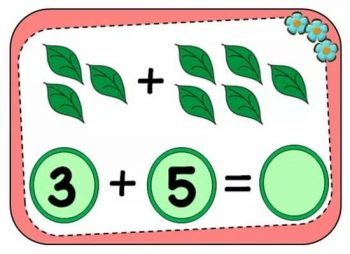 +
3 + 5 =